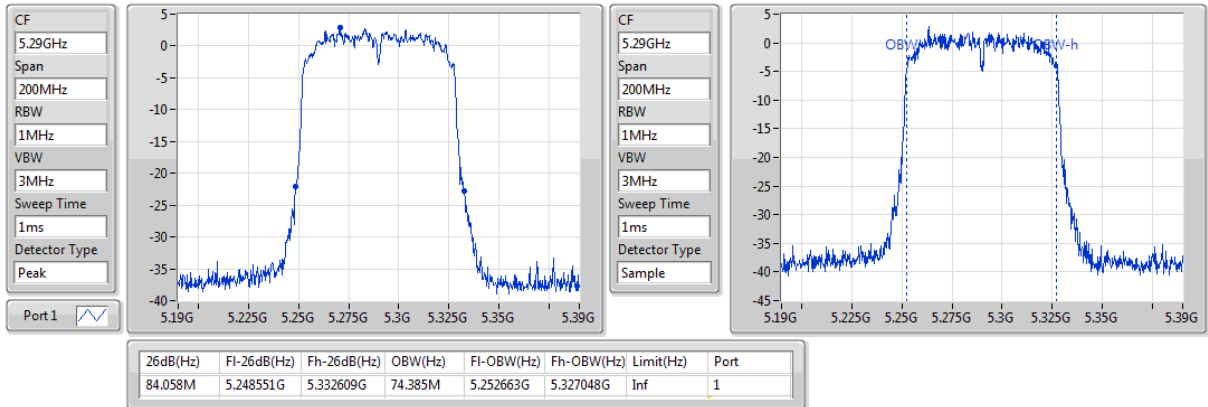 CF
5.29GHz
Span
200MHz
RBW
1MHz
VBW
3MHz
Sweep Time
1ms
Detector Type
Peak
Port 1
5
0
-5
-10
-15
-20
-25
-30
-35
-40
5.19G 5.225G 5.25G 5.275G 5.3G 5.325G 5.35G 5.39G
CF
5.29GHz
Span
200MHz
RBW
1MHz
VBW
3MHz
Sweep Time
1ms
Detector Type
Sample
5
0
-5
-10
-15
-20
-25
-30
-35
-40
-45
OBW-h
5.19G 5.225G 5.25G 5.275G 5.3G 5.325G 5.35G 5.39G
26dB(Hz) Fl-26dB(Hz) Fh-26dB(Hz) OBW(Hz) Fl-OBW(Hz) Fh-OBW(Hz) Limit(Hz) Port
84.058M 5.248551G 5.332609G 74.385M 5.252663G 5.327048G Inf 1